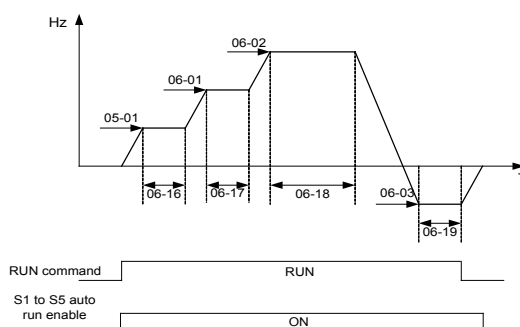 Hz
06-02
06-01
05-01
06-16
06-17
06-18
06-03
06-19
T
RUN command
RUN
S1 to S5 auto
run enable
ON